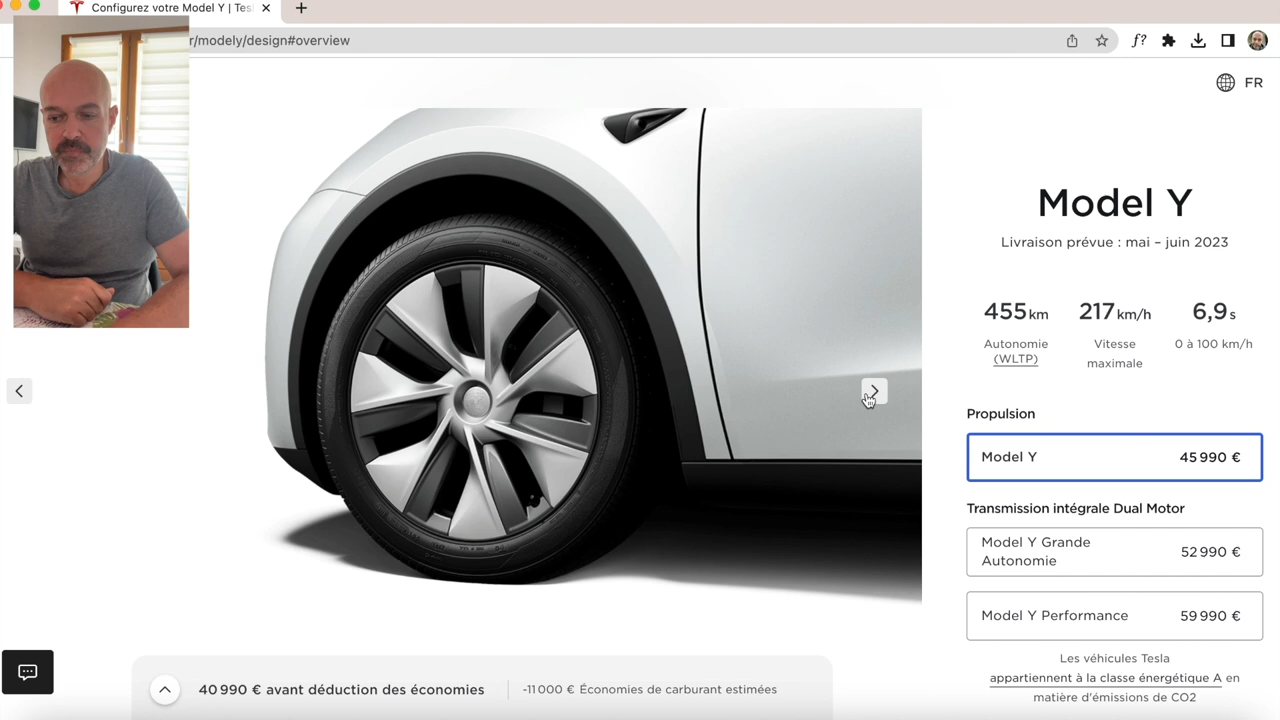 Configurez votre Model Y | Tesl
r/modely/design#overview
f?
FR
Model Y
Livraison prévue : mai – juin 2023
455 km
217 km/h
6,9 s
Autonomie
(WLTP)
Vitesse
maximale
0 à 100 km/h
Propulsion
Model Y 45 990 €
Transmission intégrale Dual Motor
Model Y Grande
Autonomie
52 990 €
Model Y Performance 59 990 €
Les véhicules Tesla
appartiennent à la classe énergétique A en
matière d'émissions de CO2
40 990 € avant déduction des économies
-11 000 € Économies de carburant estimées